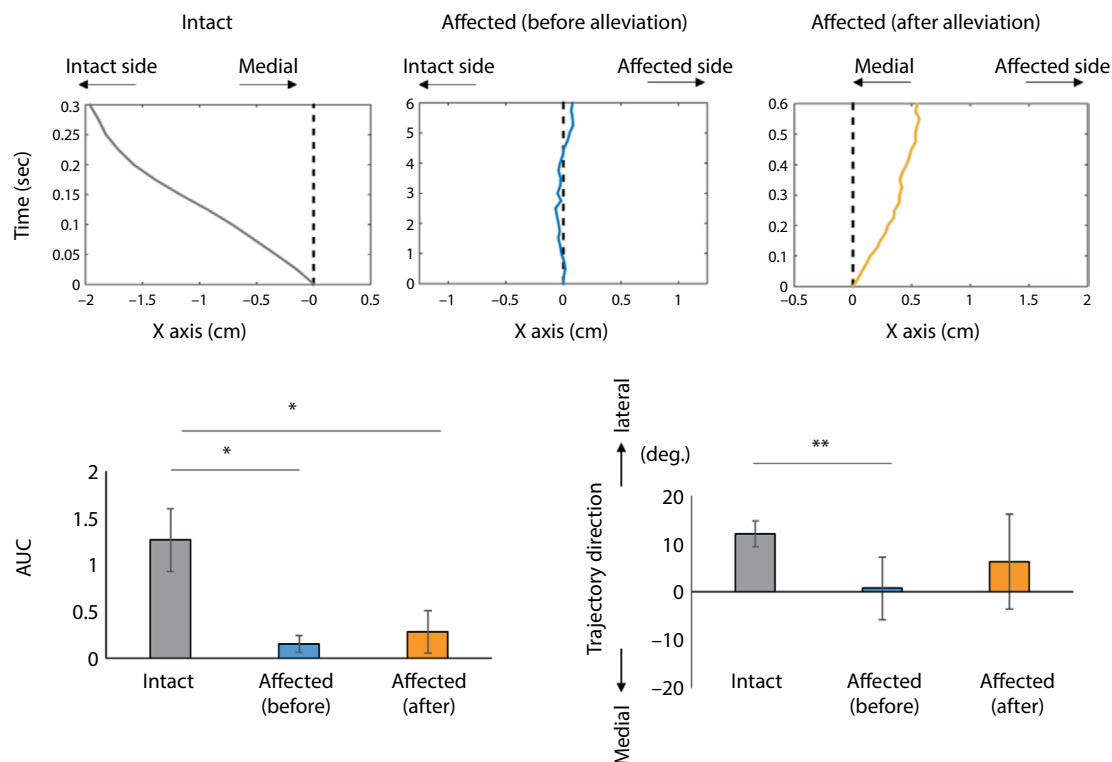 Intact
Affected (before alleviation)
Affected (after alleviation)
Intact side
Medial
Intact side
Affected side
Medial
Affected side
Time (sec)
0.3
0.25
0.2
0.15
0.1
0.05
0
−2
−1.5
−1
−0.5
−0
0.5
X axis (cm)
6
5
4
3
2
1
0
−1
0
1
X axis (cm)
0.6
0.5
0.4
0.3
0.2
0.1
0
−0.5
0
0.5
1
1.5
2
X axis (cm)
*
*
AUC
2
1.5
1
0.5
0
Intact
Affected
(before)
Affected
(after)
lateral
Trajectory direction
Medial
(deg.)
**
20
10
0
−10
−20
Intact
Affected
(before)
Affected
(after)